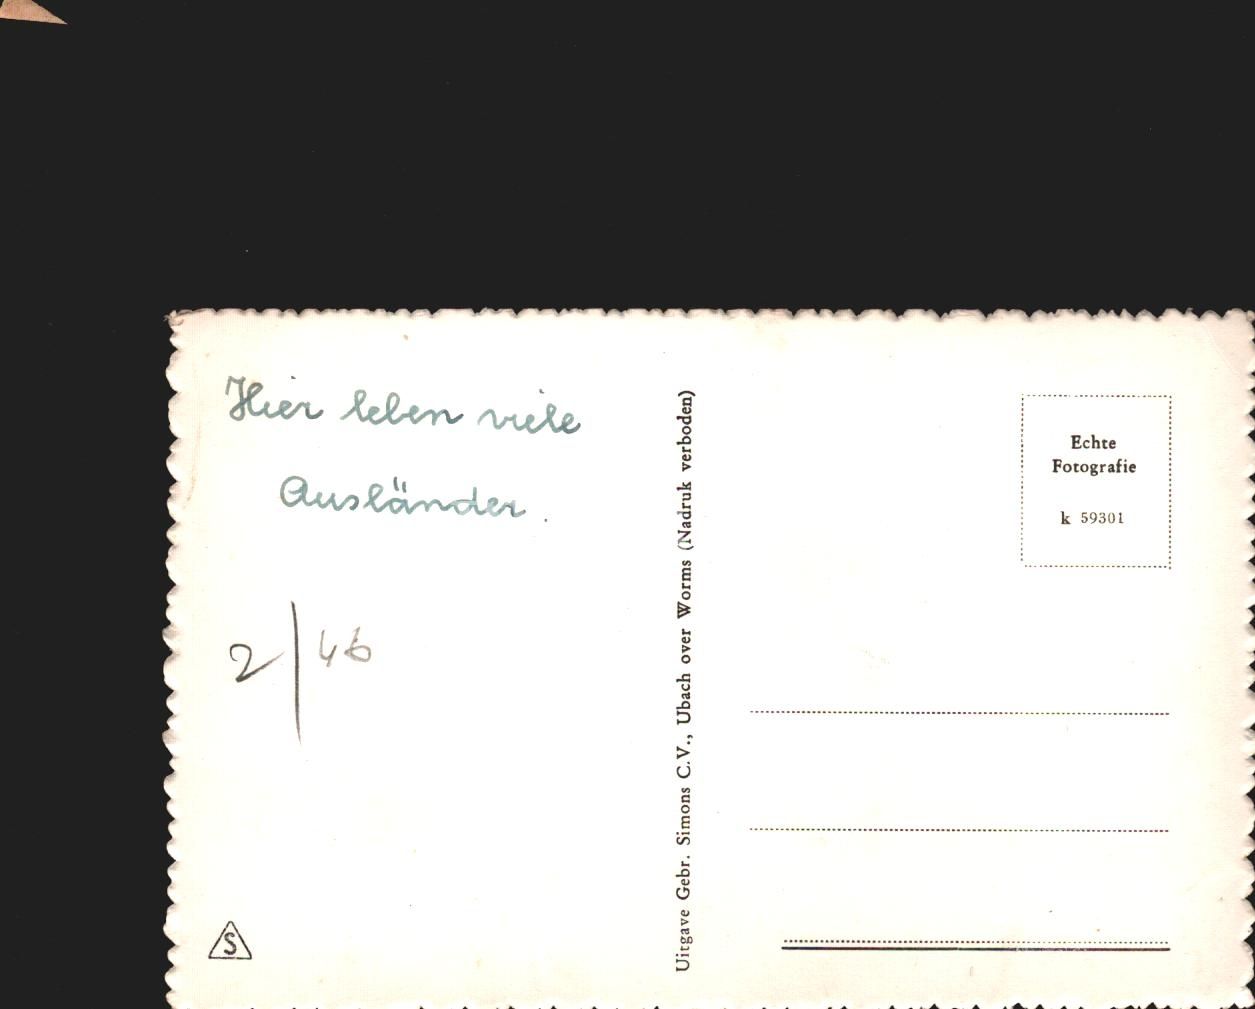 Hier leben viele
Ausländer.
2/46
S
Uitgave Gebr. Simons C.V., Ubach over Worms (Nadruk verboden)
Echte
Fotografie
k 59301